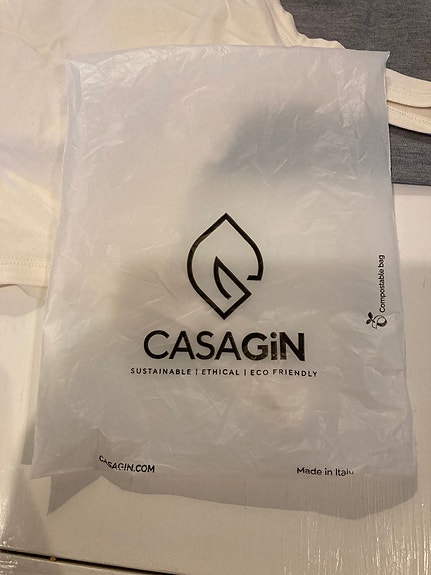 Compostable bag
CASAGiN
SUSTAINABLE | ETHICAL | ECO FRIENDLY
CASAGIN.COM
Made in Italy